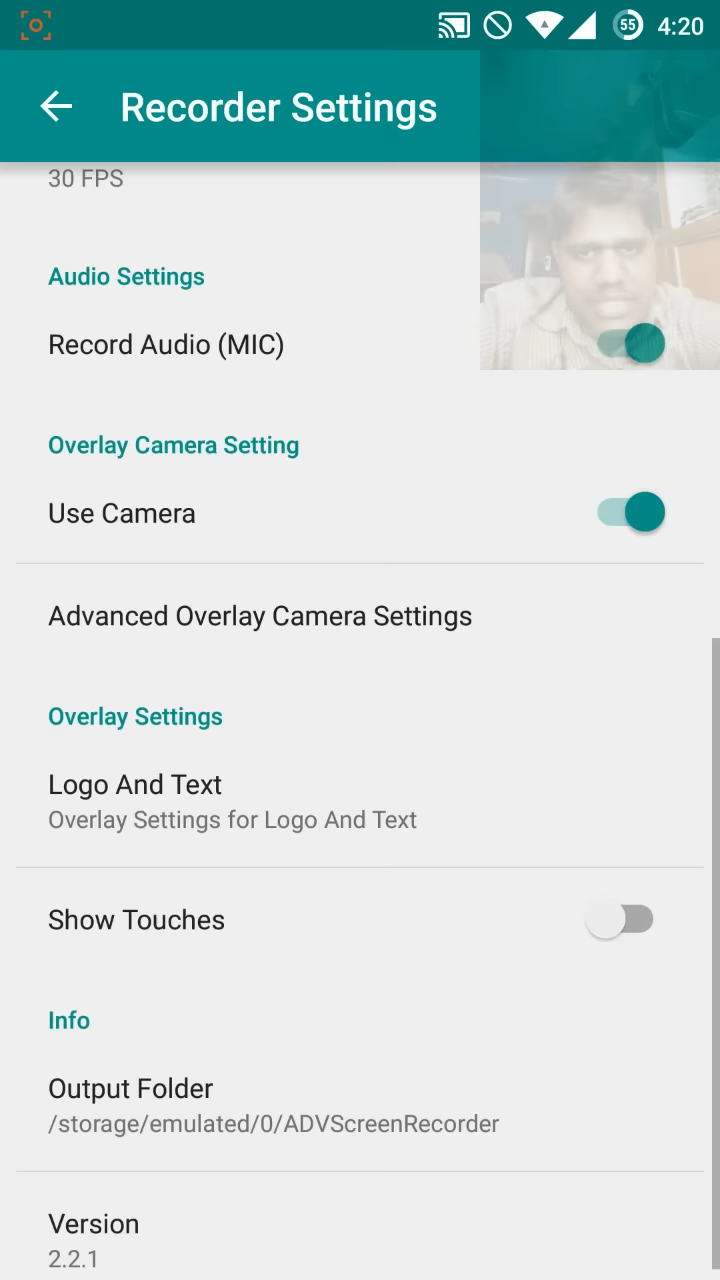 55 4:20
Recorder Settings
30 FPS
Audio Settings
Record Audio (MIC)
Overlay Camera Setting
Use Camera
Advanced Overlay Camera Settings
Overlay Settings
Logo And Text
Overlay Settings for Logo And Text
Show Touches
Info
Output Folder
/storage/emulated/0/ADVScreenRecorder
Version
2.2.1